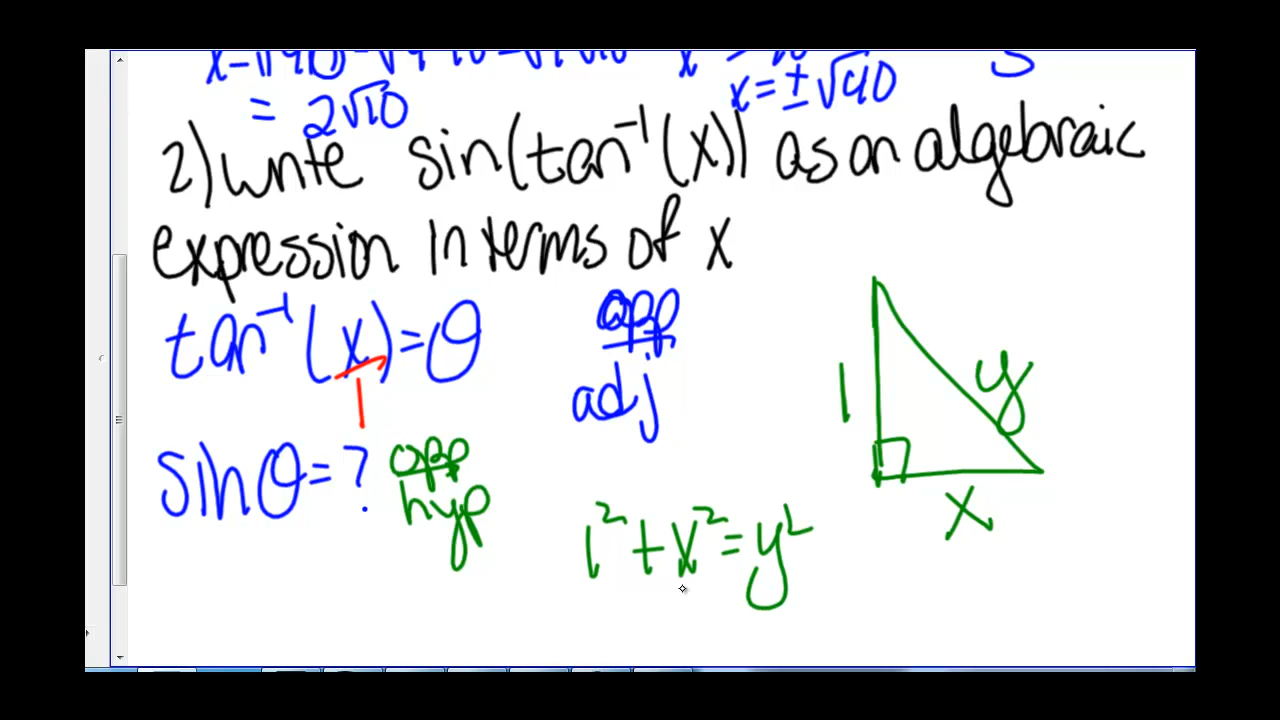 = 2√10
x = ±√40
2) Write sin(tan⁻¹(x)) as an algebraic
expression in terms of x
tan⁻¹(x/1) = θ
opp
adj
sin θ = ?
opp
hyp
1
y
x
1² + x² = y²